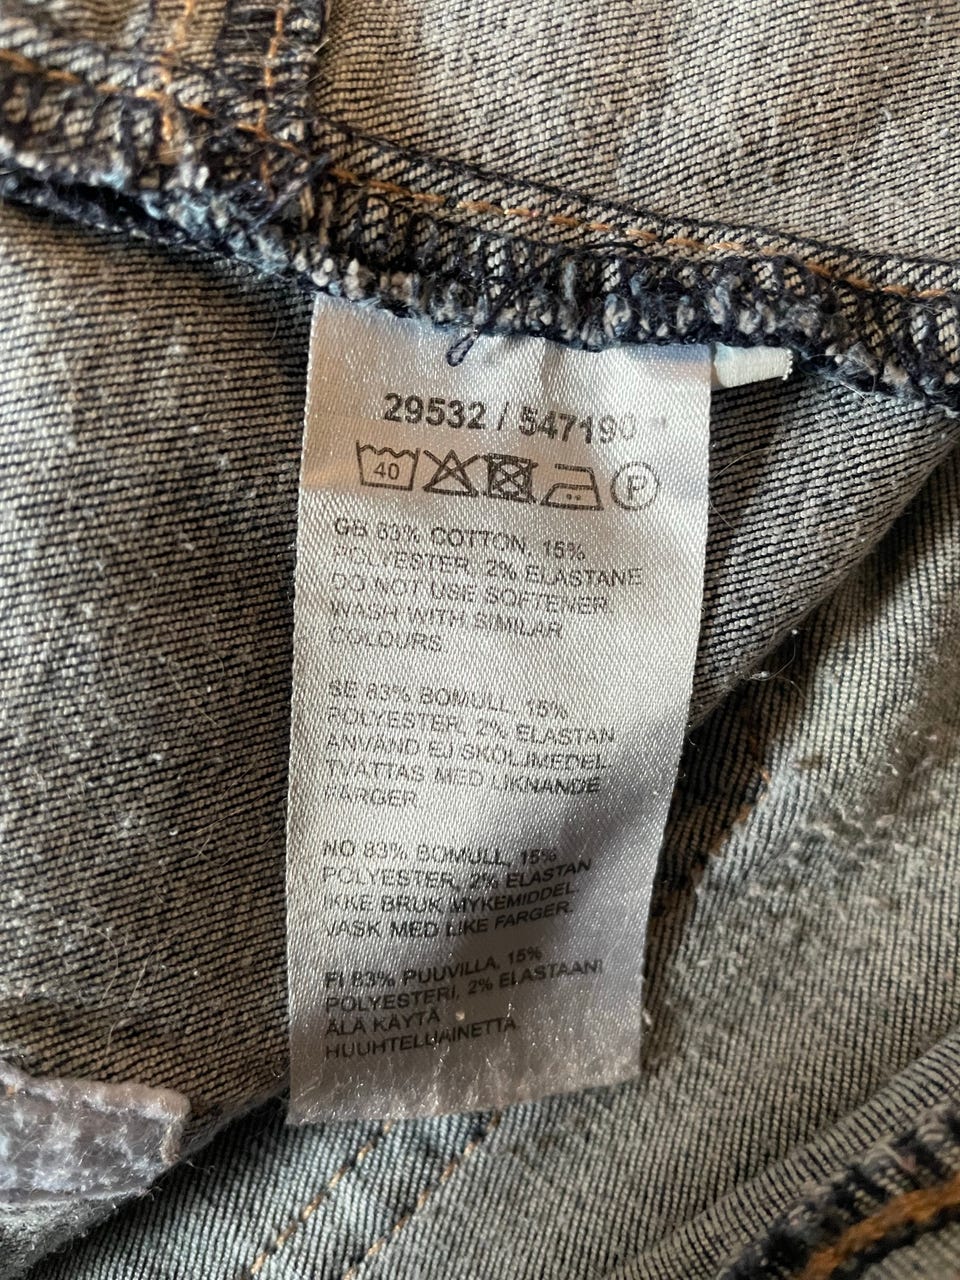 29532 / 547190
40 P
GB 83% COTTON, 15%
POLYESTER, 2% ELASTANE
DO NOT USE SOFTENER.
WASH WITH SIMILAR
COLOURS.
SE 83% BOMULL, 15%
POLYESTER, 2% ELASTAN
ANVÄND EJ SKÖLJMEDEL.
TVÄTTAS MED LIKNANDE
FÄRGER.
NO 83% BOMULL, 15%
POLYESTER, 2% ELASTAN
IKKE BRUK MYKEMIDDEL.
VASK MED LIKE FARGER.
FI 83% PUUVILLA, 15%
POLYESTERI, 2% ELASTAANI
ÄLÄ KÄYTÄ
HUUHTELUAINETTA.